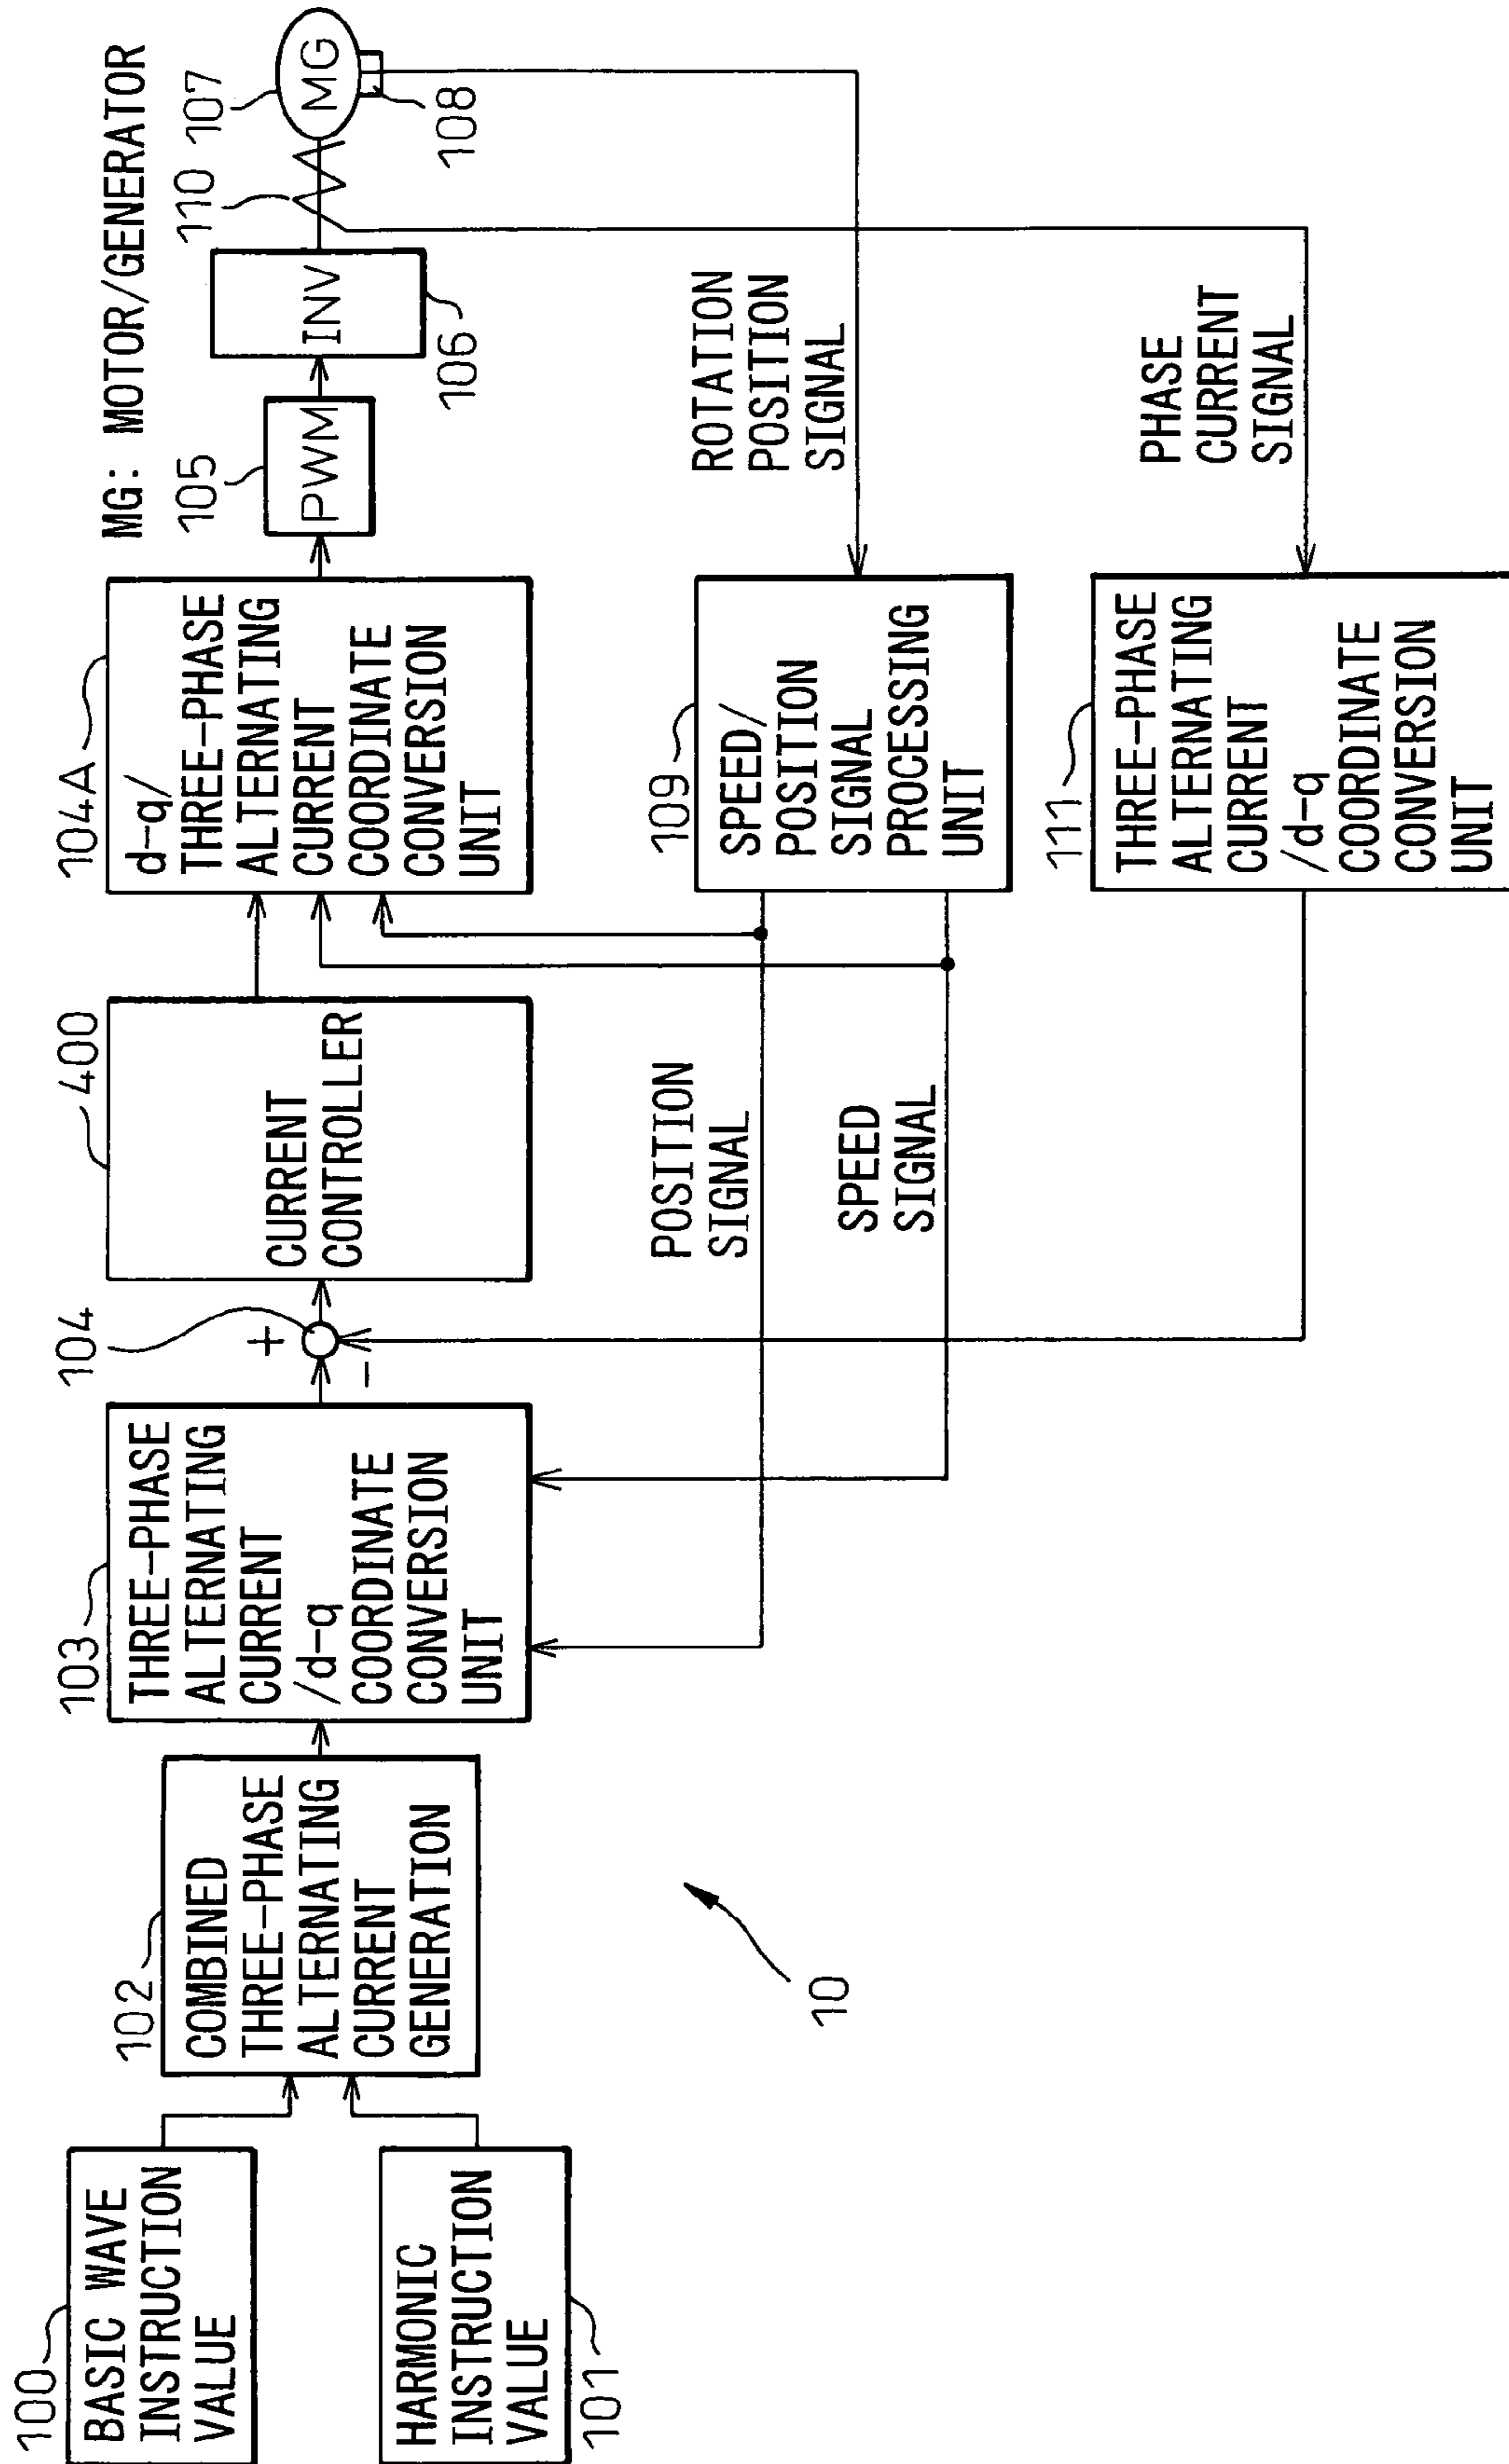 MG: MOTOR/GENERATOR
100
BASIC WAVE
INSTRUCTION
VALUE
HARMONIC
INSTRUCTION
VALUE
101
102
COMBINED
THREE-PHASE
ALTERNATING
CURRENT
GENERATION
103
THREE-PHASE
ALTERNATING
CURRENT
/d-q
COORDINATE
CONVERSION
UNIT
104
+
-
400
CURRENT
CONTROLLER
104A
d-q/
THREE-PHASE
ALTERNATING
CURRENT
COORDINATE
CONVERSION
UNIT
105
PWM
INV
106
110
107
MG
108
POSITION
SIGNAL
SPEED
SIGNAL
109
SPEED/
POSITION
SIGNAL
PROCESSING
UNIT
ROTATION
POSITION
SIGNAL
111
THREE-PHASE
ALTERNATING
CURRENT
/d-q
COORDINATE
CONVERSION
UNIT
PHASE
CURRENT
SIGNAL
10